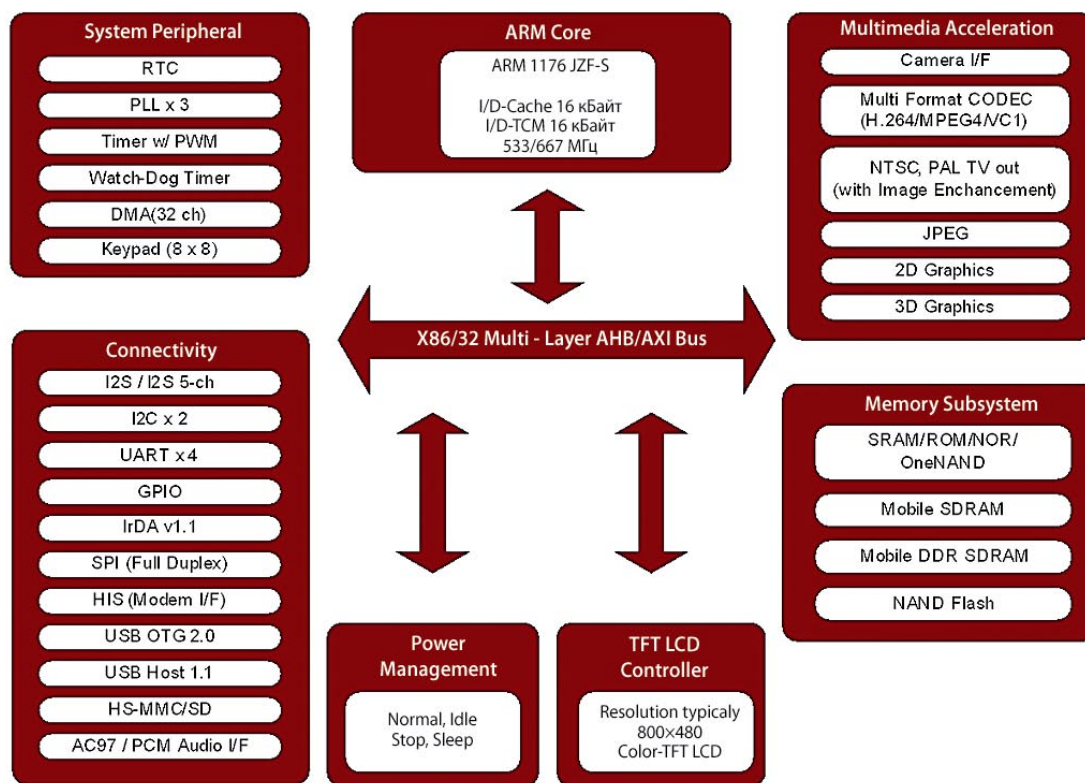 System Peripheral
RTC
PLL x 3
Timer w/ PWM
Watch-Dog Timer
DMA(32 ch)
Keypad (8 x 8)
ARM Core
ARM 1176 JZF-S
I/D-Cache 16 кБайт
I/D-TCM 16 кБайт
533/667 МГц
Multimedia Acceleration
Camera I/F
Multi Format CODEC
(H.264/MPEG4/VC1)
NTSC, PAL TV out
(with Image Enchancement)
JPEG
2D Graphics
3D Graphics
X86/32 Multi - Layer AHB/AXI Bus
Connectivity
I2S / I2S 5-ch
I2C x 2
UART x 4
GPIO
IrDA v1.1
SPI (Full Duplex)
HIS (Modem I/F)
USB OTG 2.0
USB Host 1.1
HS-MMC/SD
AC97 / PCM Audio I/F
Power
Management
Normal, Idle
Stop, Sleep
TFT LCD
Controller
Resolution typicaly
800×480
Color-TFT LCD
Memory Subsystem
SRAM/ROM/NOR/
OneNAND
Mobile SDRAM
Mobile DDR SDRAM
NAND Flash